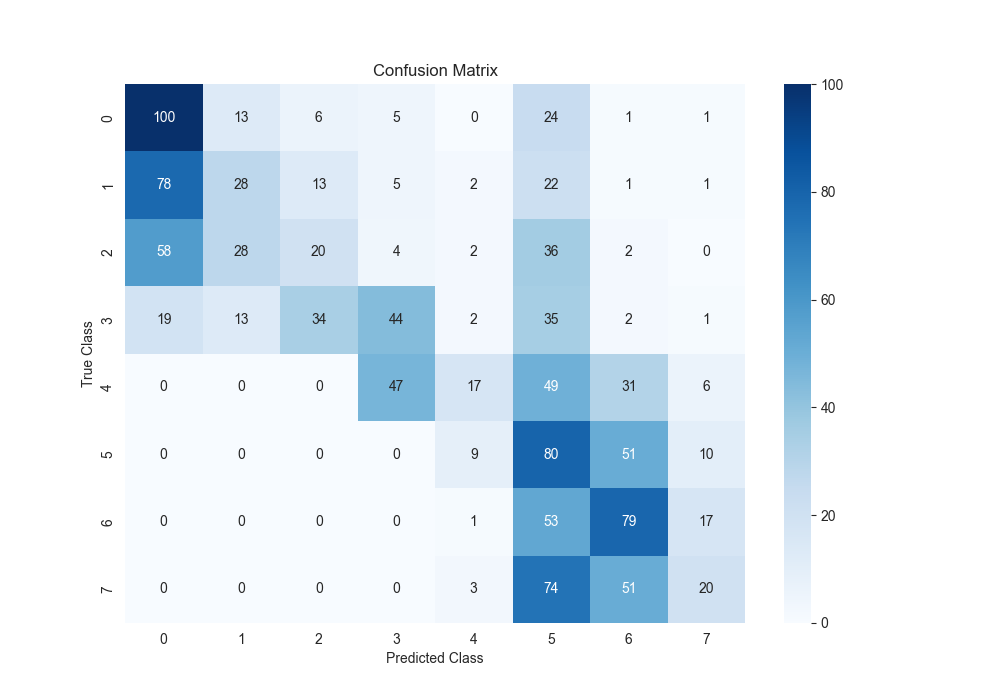 Confusion Matrix
True Class
0 100 13 6 5 0 24 1 1
1 78 28 13 5 2 22 1 1
2 58 28 20 4 2 36 2 0
3 19 13 34 44 2 35 2 1
4 0 0 0 47 17 49 31 6
5 0 0 0 0 9 80 51 10
6 0 0 0 0 1 53 79 17
7 0 0 0 0 3 74 51 20
0 1 2 3 4 5 6 7
Predicted Class
100
80
60
40
20
0